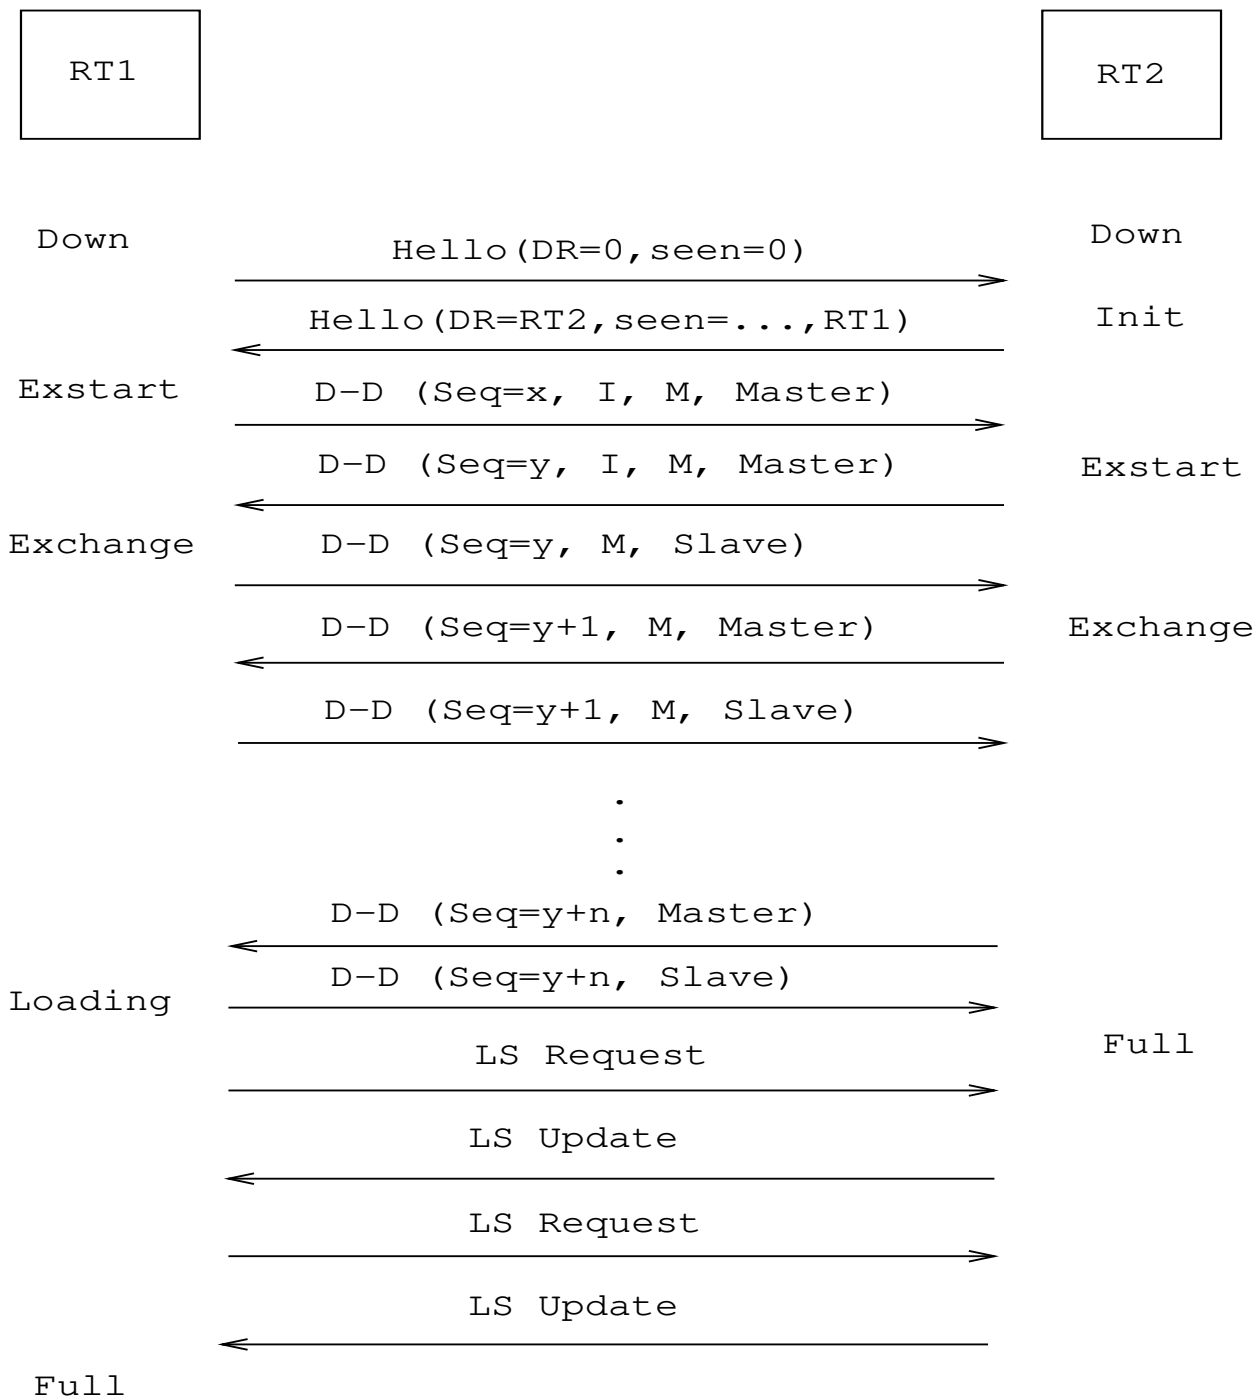 RT1
RT2
Down
Hello(DR=0,seen=0)
Down
Hello(DR=RT2,seen=...,RT1)
Init
Exstart
D−D (Seq=x, I, M, Master)
D−D (Seq=y, I, M, Master)
Exstart
Exchange
D−D (Seq=y, M, Slave)
D−D (Seq=y+1, M, Master)
Exchange
D−D (Seq=y+1, M, Slave)
.
.
.
D−D (Seq=y+n, Master)
D−D (Seq=y+n, Slave)
Loading
LS Request
Full
LS Update
LS Request
LS Update
Full